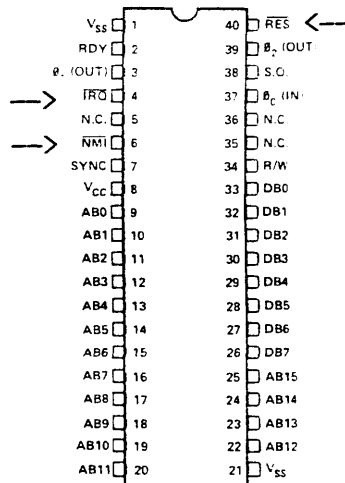 V_SS 1 40 RES
RDY 2 39 Ø2 (OUT)
Ø1 (OUT) 3 38 S.O.
IRQ 4 37 Ø0 (IN)
N.C. 5 36 N.C
NMI 6 35 N.C.
SYNC 7 34 R/W
VCC 8 33 DB0
AB0 9 32 DB1
AB1 10 31 DB2
AB2 11 30 DB3
AB3 12 29 DB4
AB4 13 28 DB5
AB5 14 27 DB6
AB6 15 26 DB7
AB7 16 25 AB15
AB8 17 24 AB14
AB9 18 23 AB13
AB10 19 22 AB12
AB11 20 21 VSS